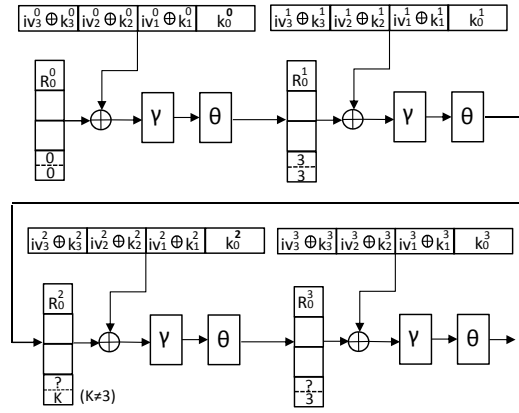 iv₃⁰ ⊕ k₃⁰ iv₂⁰ ⊕ k₂⁰ iv₁⁰ ⊕ k₁⁰ k₀⁰
iv₃¹ ⊕ k₃¹ iv₂¹ ⊕ k₂¹ iv₁¹ ⊕ k₁¹ k₀¹
R₀⁰
γ θ
0
0
R₀¹
γ θ
3
3
iv₃² ⊕ k₃² iv₂² ⊕ k₂² iv₁² ⊕ k₁² k₀²
iv₃³ ⊕ k₃³ iv₂³ ⊕ k₂³ iv₁³ ⊕ k₁³ k₀³
R₀²
γ θ
?
K (K≠3)
R₀³
γ θ
?
3